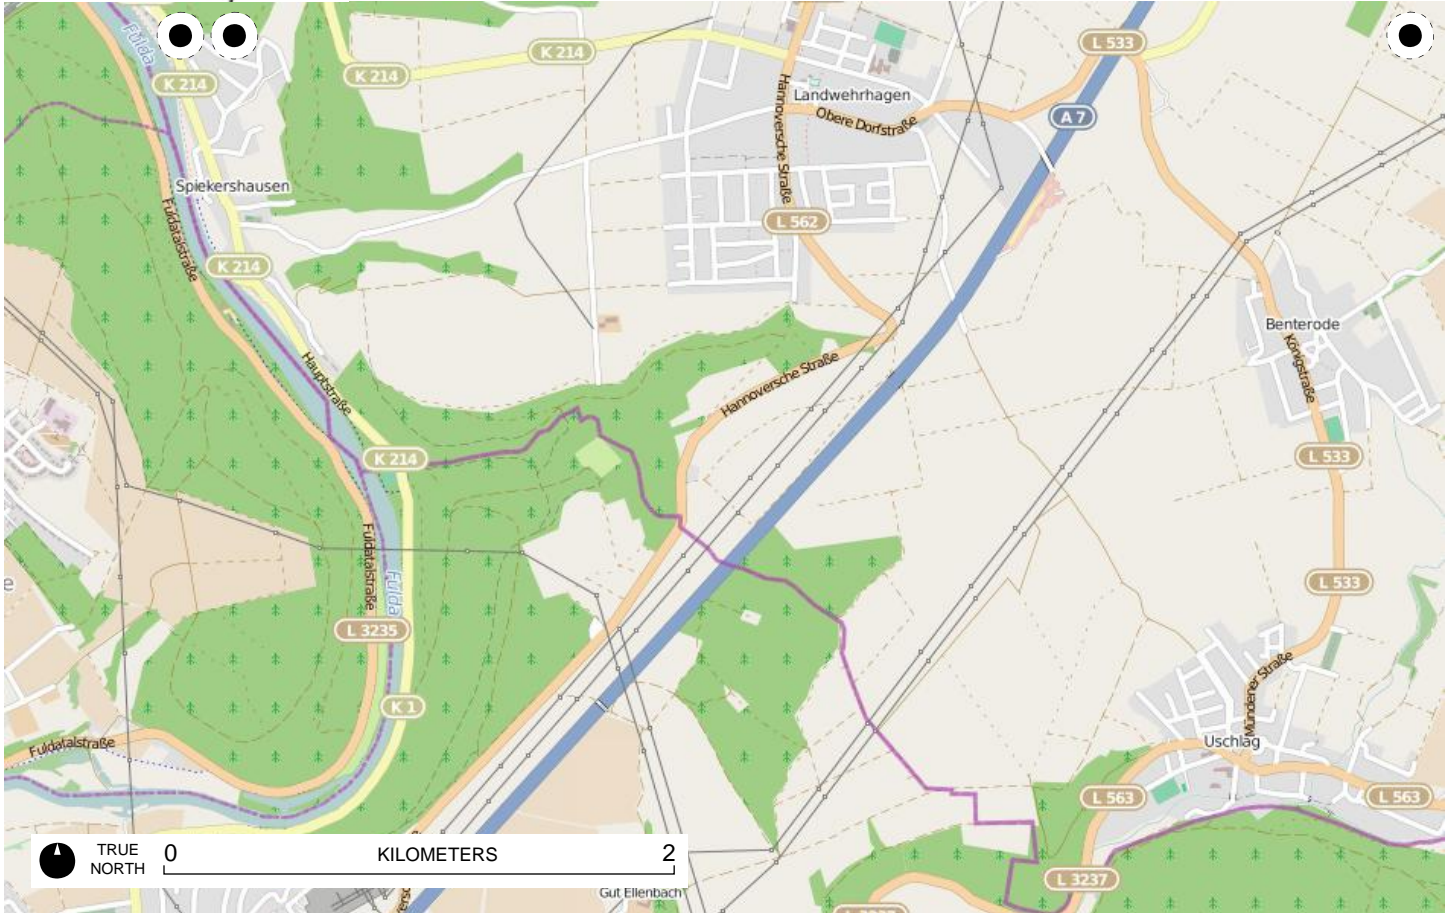 Fulda
K 214
K 214
K 214
L 533
Landwehrhagen
A 7
Hannoversche Straße
Obere Dorfstraße
Spiekershausen
Fuldatalstraße
L 562
K 214
Benterode
Königstraße
Hauptstraße
Hannoversche Straße
K 214
L 533
Fuldatalstraße
Fulda
L 533
e
L 3235
Mündener Straße
K 1
Fuldatalstraße
Uschlag
L 563
L 563
TRUE
NORTH
0
KILOMETERS
2
Gut Ellenbach
L 3237